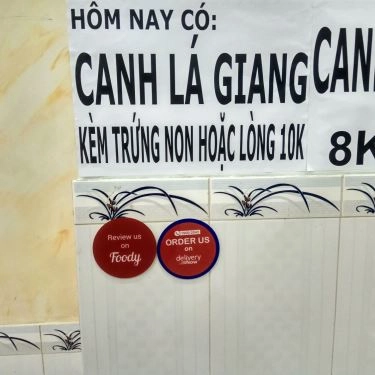 HÔM NAY CÓ:
CANH LÁ GIANG
KÈM TRỨNG NON HOẶC LÒNG 10K
CAN
8K
Review us
on
Foody
ORDER US
on
delivery
now